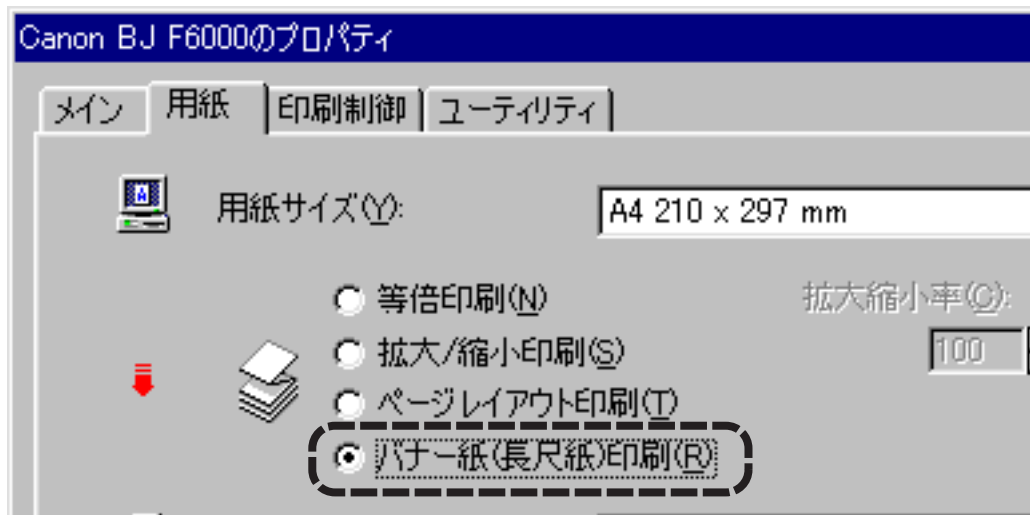 Canon BJ F6000のプロパティ
メイン 用紙 印刷制御 ユーティリティ
A
用紙サイズ(Y): A4 210 x 297 mm
等倍印刷(N) 拡大縮小率(C):
拡大/縮小印刷(S) 100
ページレイアウト印刷(T)
バナー紙(長尺紙)印刷(R)